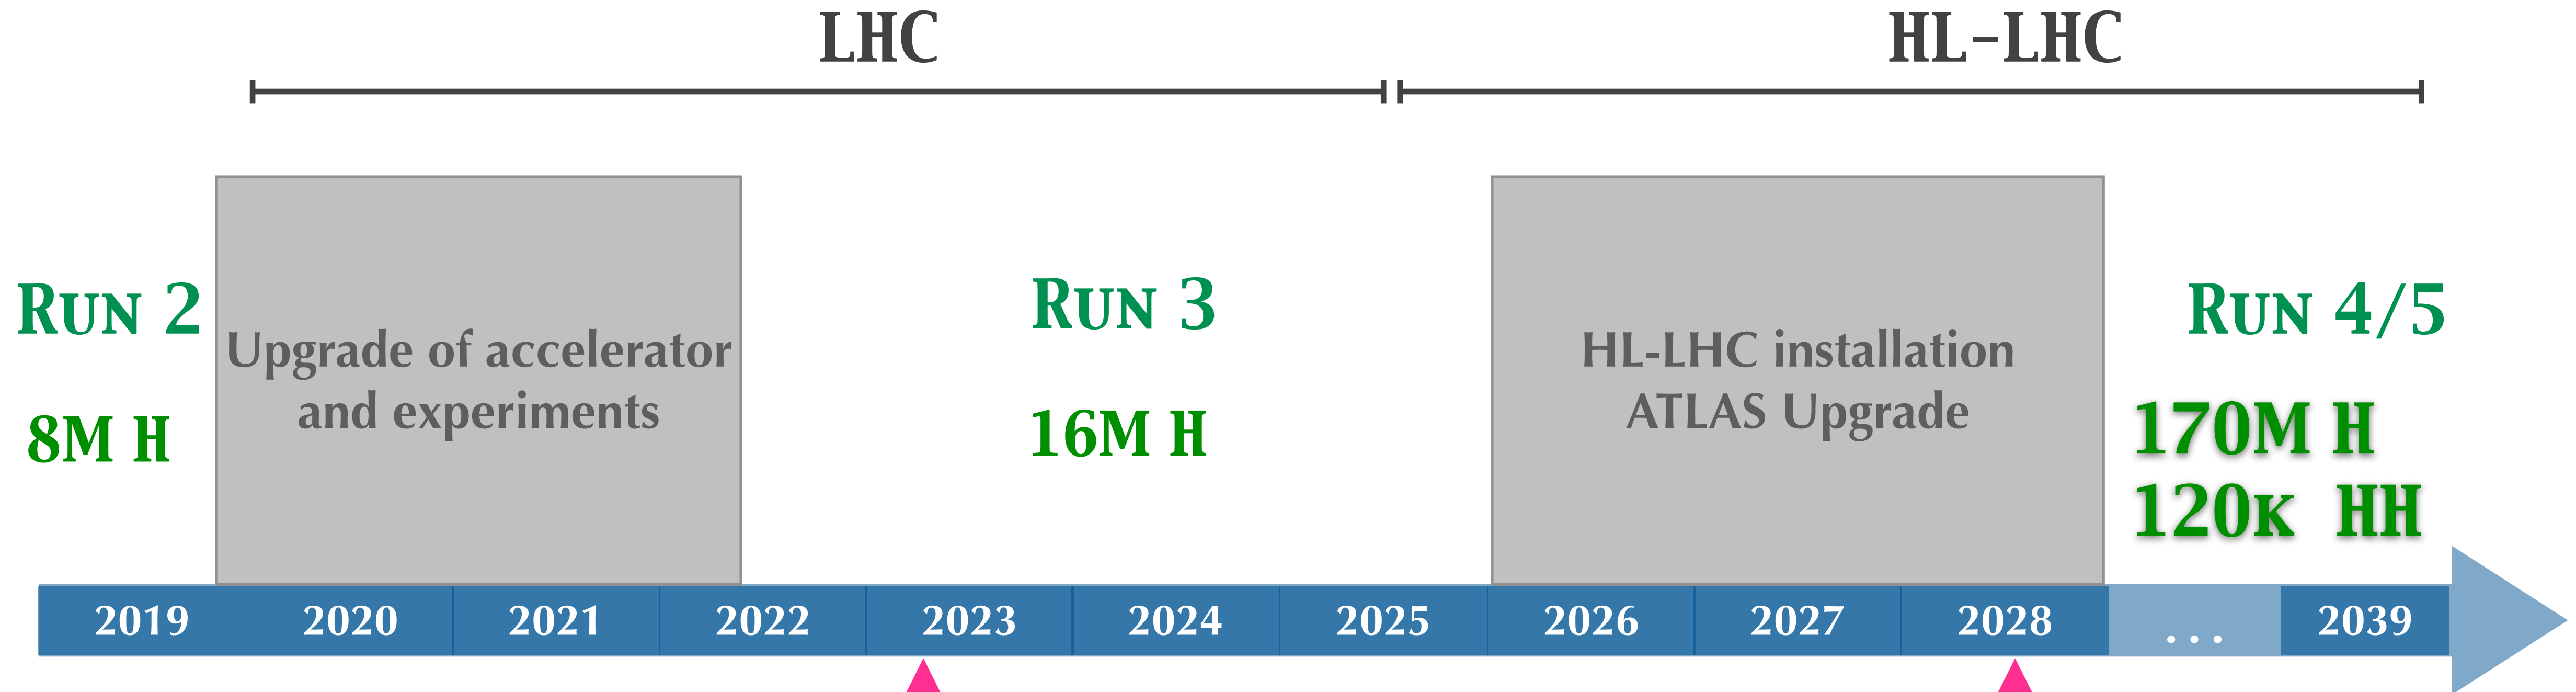 LHC
HL-LHC
Run 2
8M H
Upgrade of accelerator
and experiments
Run 3
16M H
HL-LHC installation
ATLAS Upgrade
Run 4/5
170M H
120k HH
2019 2020 2021 2022 2023 2024 2025 2026 2027 2028 ... 2039